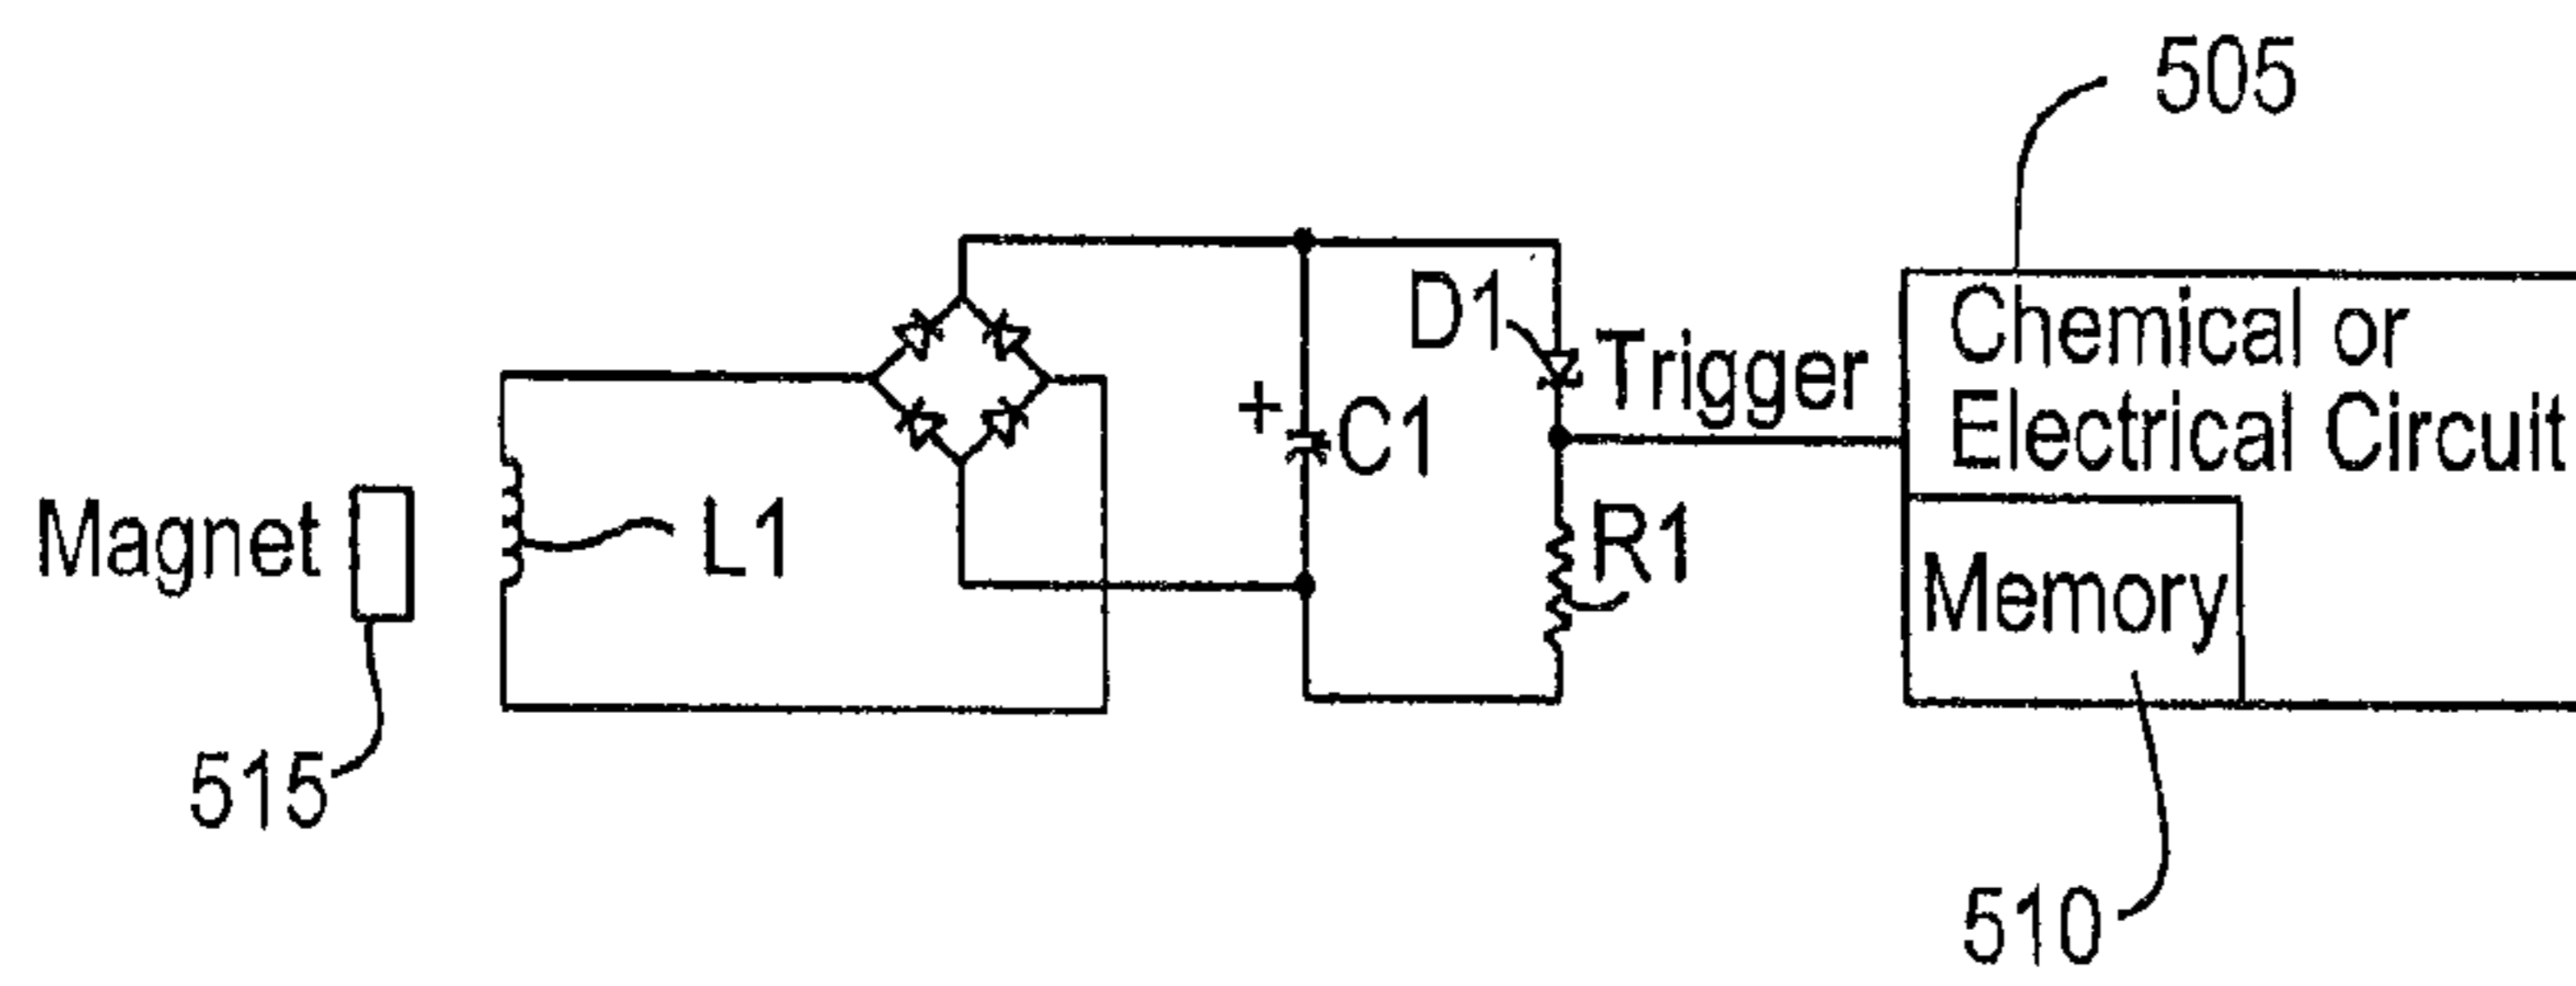 505
D1
Trigger
Chemical or
Electrical Circuit
+
C1
Magnet
L1
R1
Memory
515
510